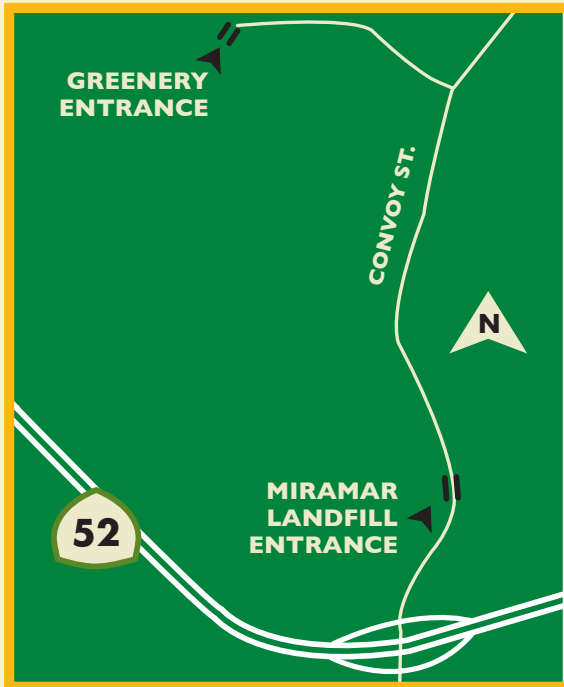 GREENERY
ENTRANCE
CONVOY ST.
N
MIRAMAR
LANDFILL
ENTRANCE
52